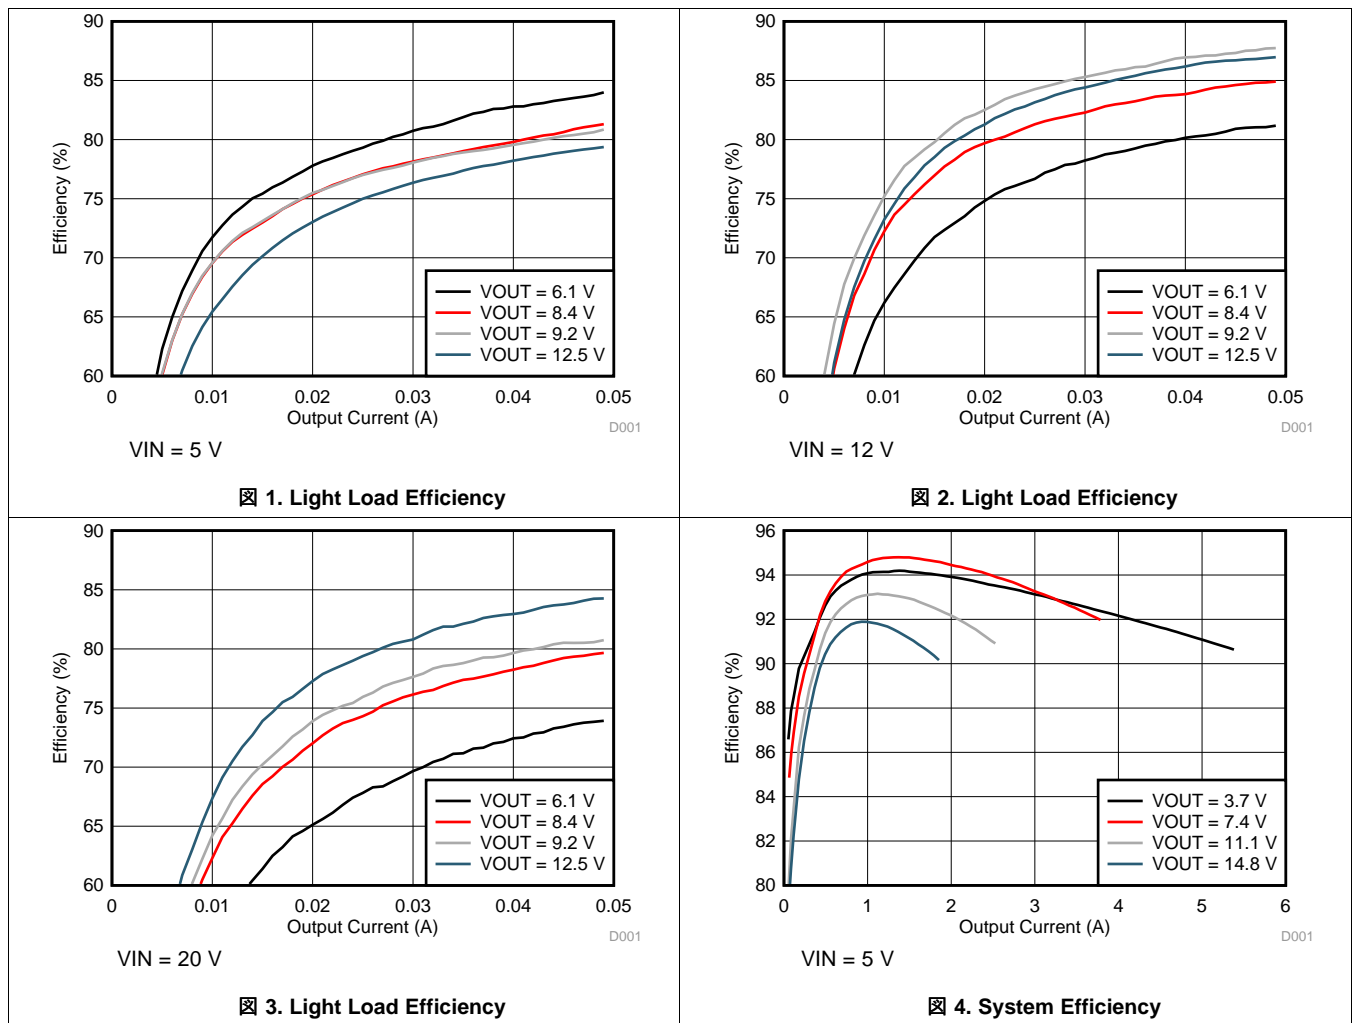 90
85
80
75
70
65
60
Efficiency (%)
VOUT = 6.1 V
VOUT = 8.4 V
VOUT = 9.2 V
VOUT = 12.5 V
0 0.01 0.02 0.03 0.04 0.05
Output Current (A)
D001
VIN = 5 V
図 1. Light Load Efficiency
90
85
80
75
70
65
60
Efficiency (%)
VOUT = 6.1 V
VOUT = 8.4 V
VOUT = 9.2 V
VOUT = 12.5 V
0 0.01 0.02 0.03 0.04 0.05
Output Current (A)
D001
VIN = 12 V
図 2. Light Load Efficiency
90
85
80
75
70
65
60
Efficiency (%)
VOUT = 6.1 V
VOUT = 8.4 V
VOUT = 9.2 V
VOUT = 12.5 V
0 0.01 0.02 0.03 0.04 0.05
Output Current (A)
D001
VIN = 20 V
図 3. Light Load Efficiency
96
94
92
90
88
86
84
82
80
Efficiency (%)
VOUT = 3.7 V
VOUT = 7.4 V
VOUT = 11.1 V
VOUT = 14.8 V
0 1 2 3 4 5 6
Output Current (A)
D001
VIN = 5 V
図 4. System Efficiency